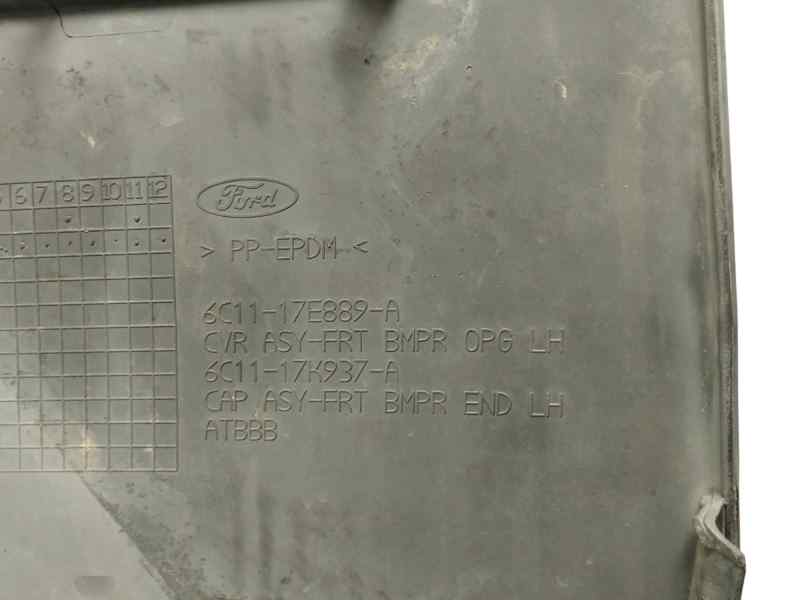 6 7 8 9 10 11 12
Ford
> PP-EPDM <
6C11-17E889-A
CVR ASY-FRT BMPR OPG LH
6C11-17K937-A
CAP ASY-FRT BMPR END LH
ATBBB